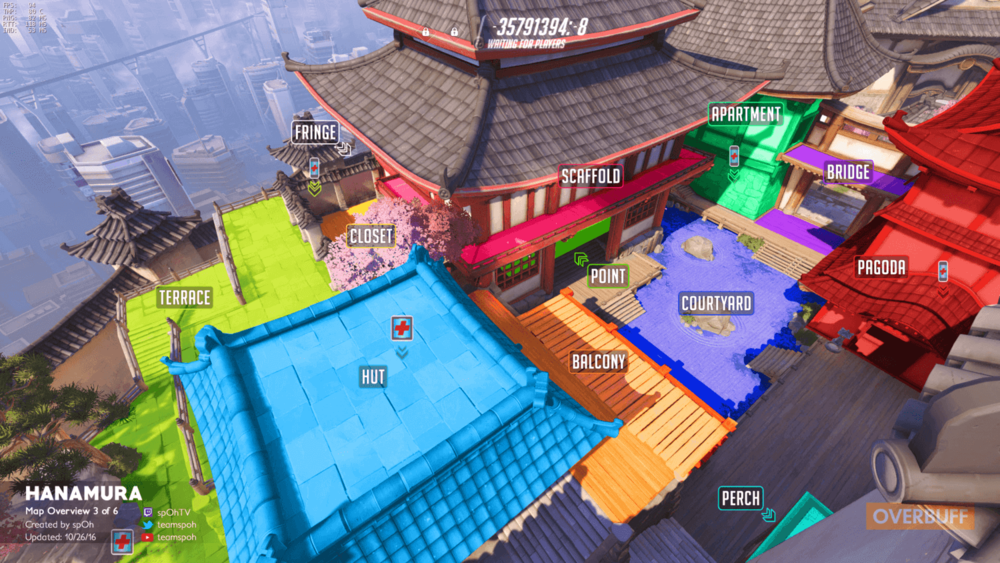 35791394:-8
WAITING FOR PLAYERS
FRINGE
APARTMENT
SCAFFOLD
BRIDGE
CLOSET
POINT
PAGODA
TERRACE
COURTYARD
HUT
BALCONY
PERCH
HANAMURA
Map Overview 3 of 6
Created by spOh
Updated: 10/26/16
spOhTV
teamspoh
teamspoh
OVERBUFF